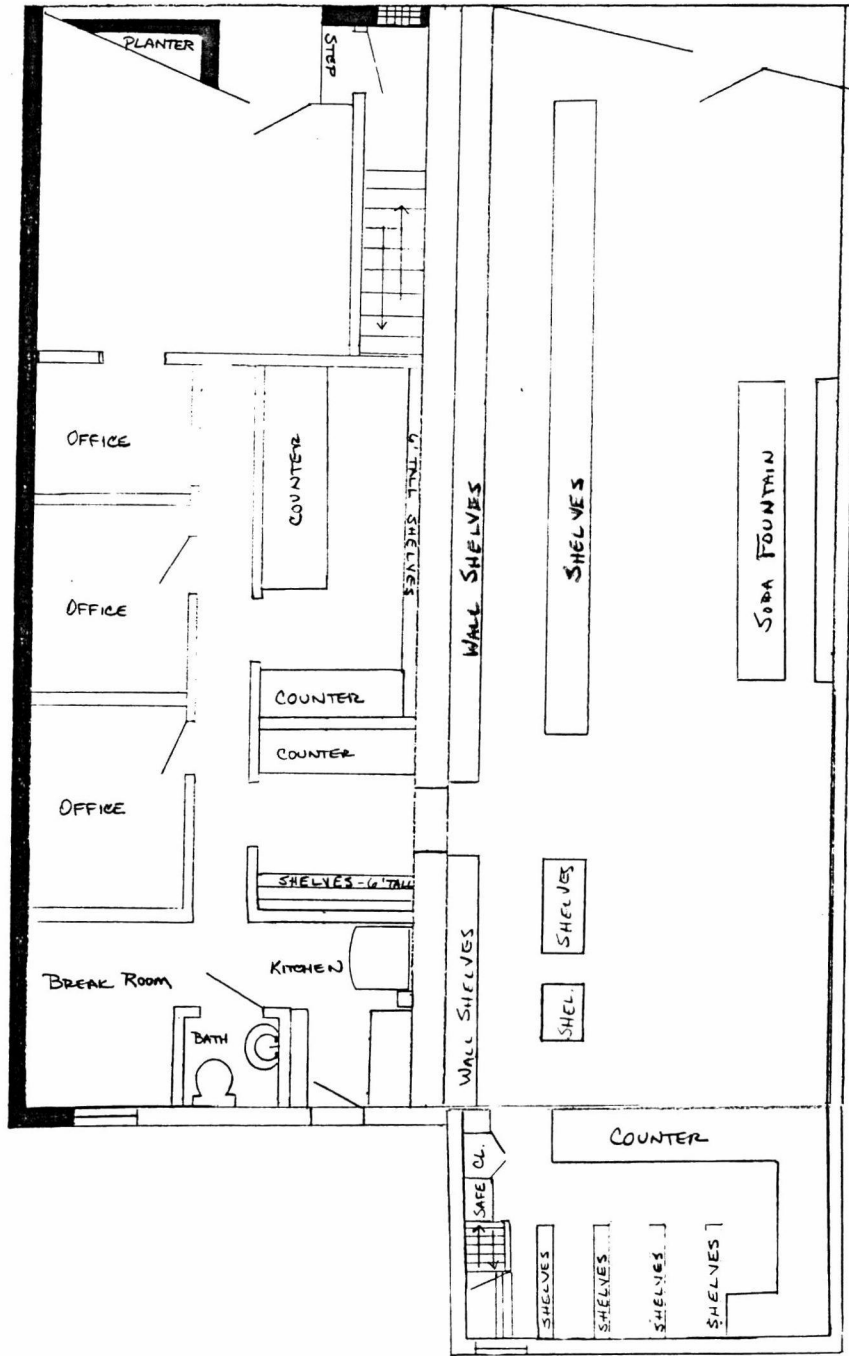 PLANTER
STEP
OFFICE
COUNTER
6' TALL SHELVES
WALL SHELVES
SHELVES
SODA FOUNTAIN
OFFICE
COUNTER
COUNTER
OFFICE
SHELVES - 6' TALL
SHELVES
BREAK ROOM
KITCHEN
WALL SHELVES
SHEL.
BATH
COUNTER
CL.
SAFE
SHELVES
SHELVES
SHELVES
SHELVES